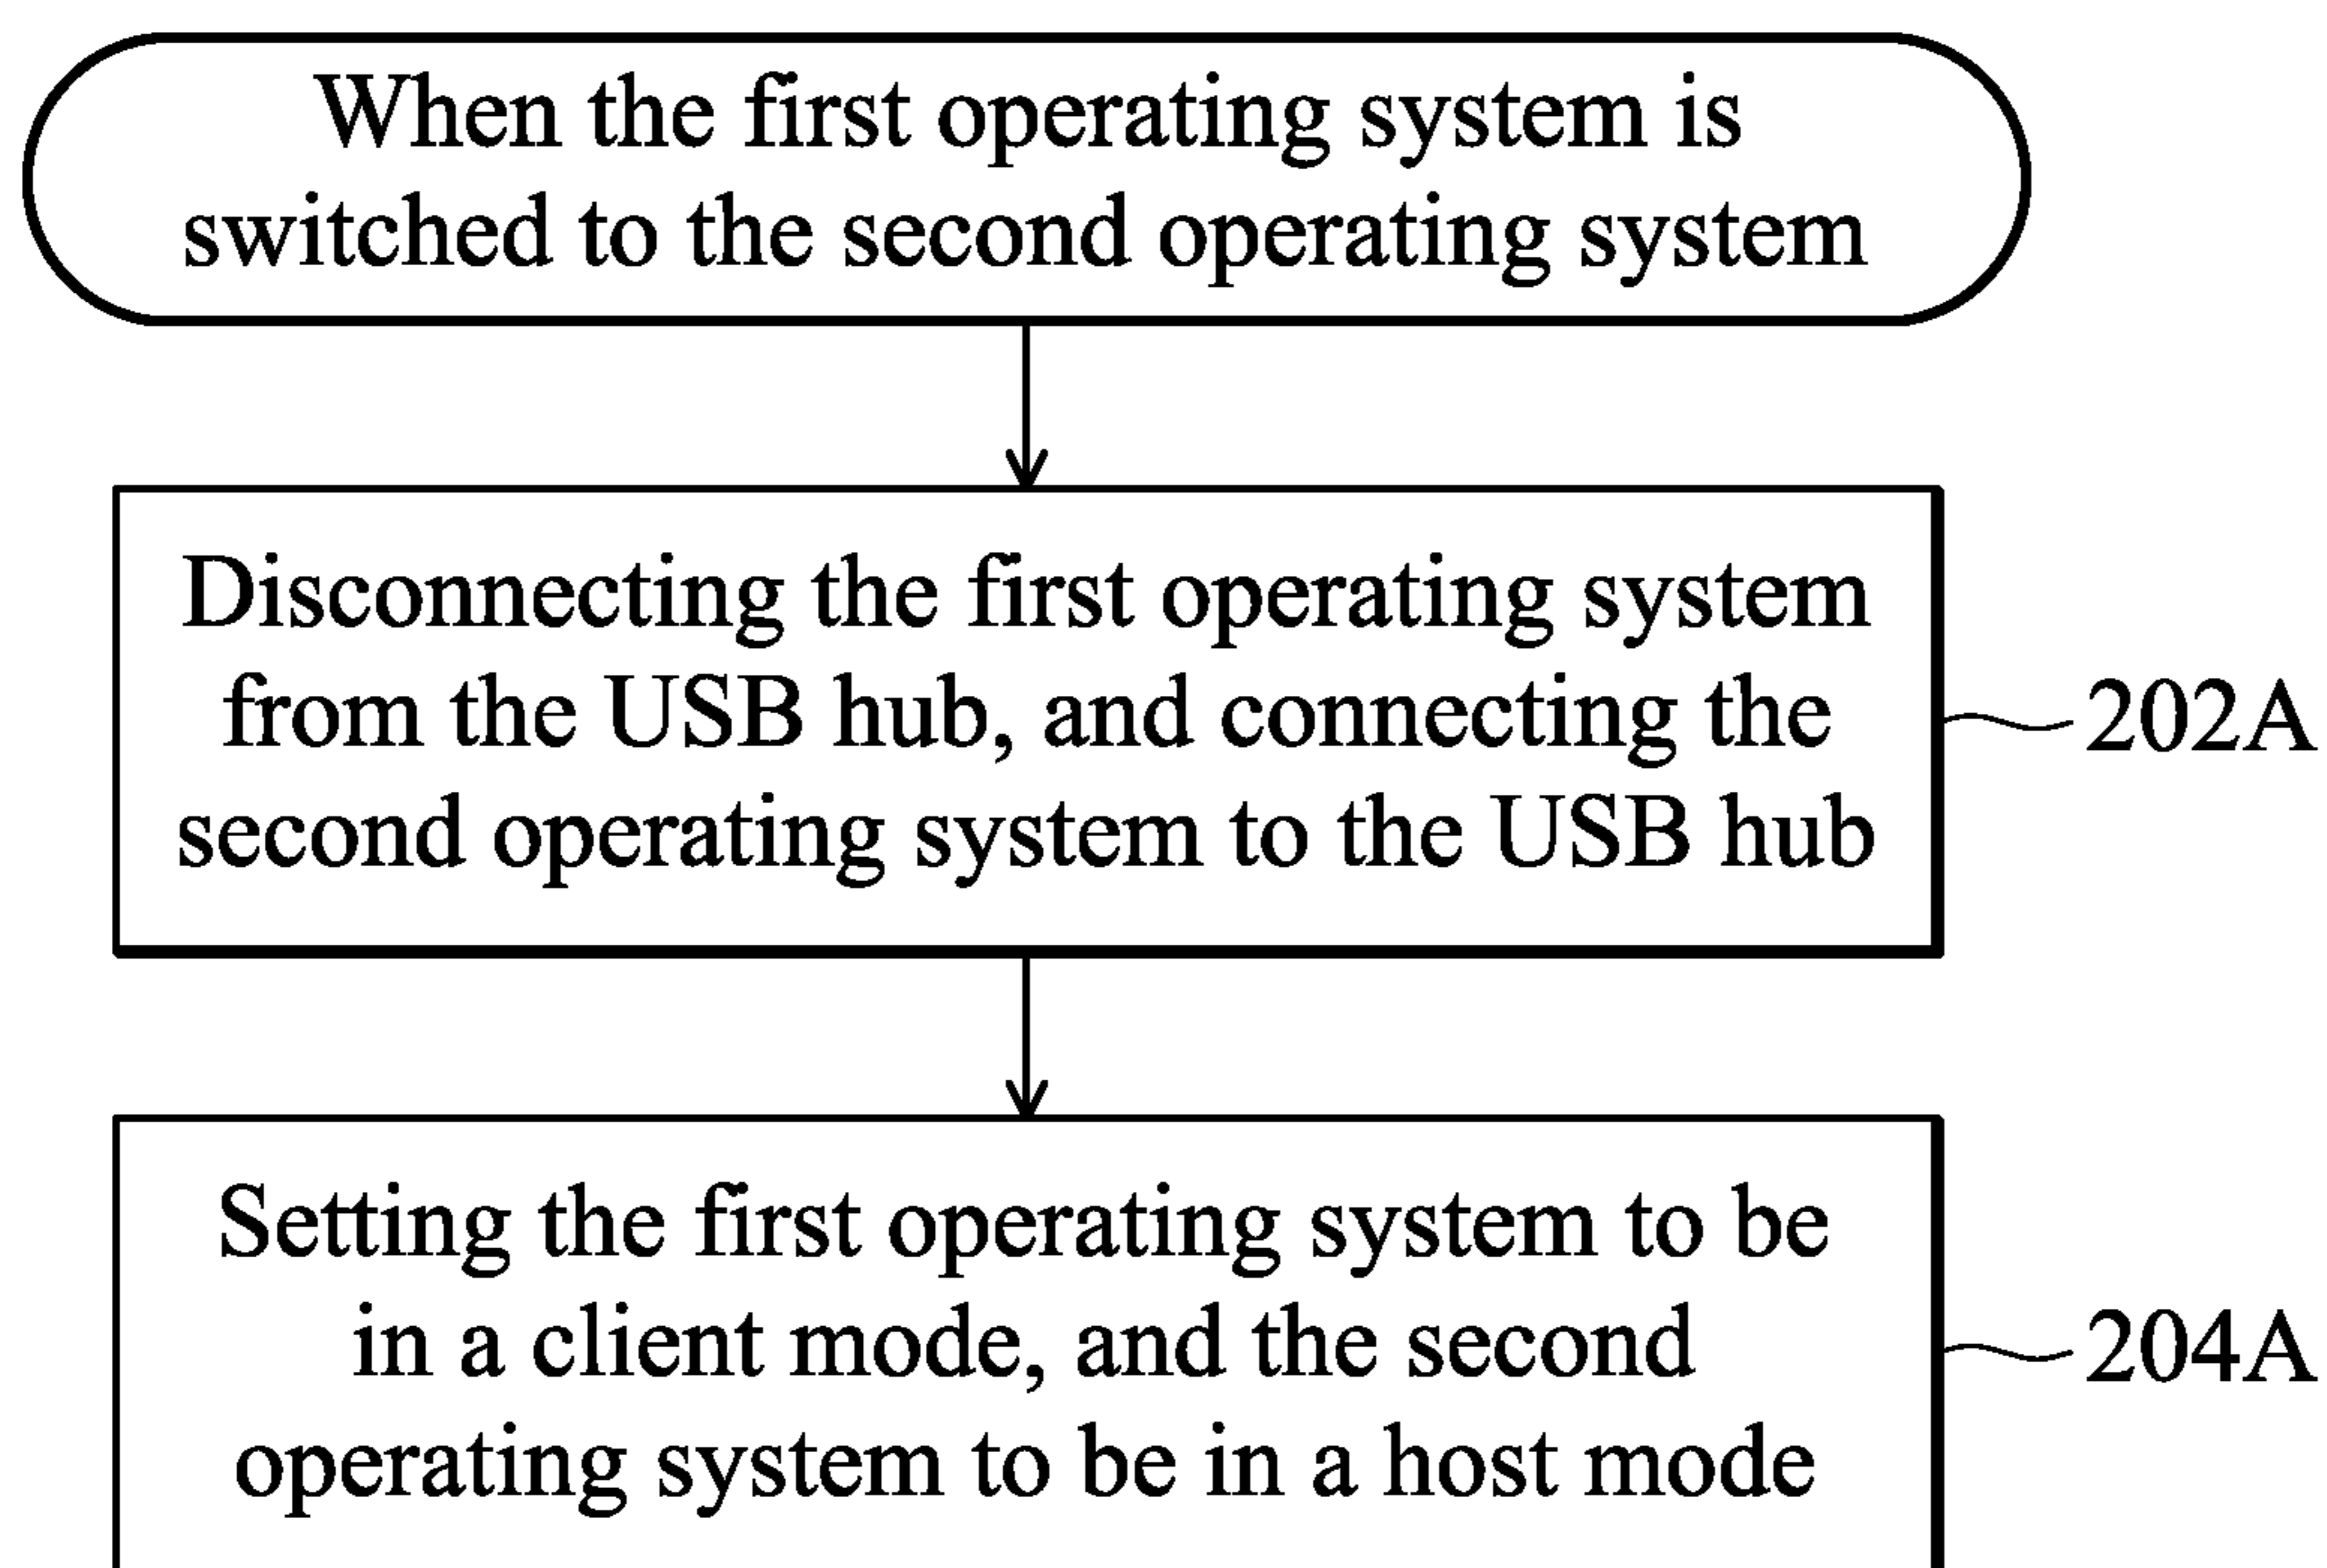 When the first operating system is
switched to the second operating system
Disconnecting the first operating system
from the USB hub, and connecting the
second operating system to the USB hub
202A
Setting the first operating system to be
in a client mode, and the second
operating system to be in a host mode
204A